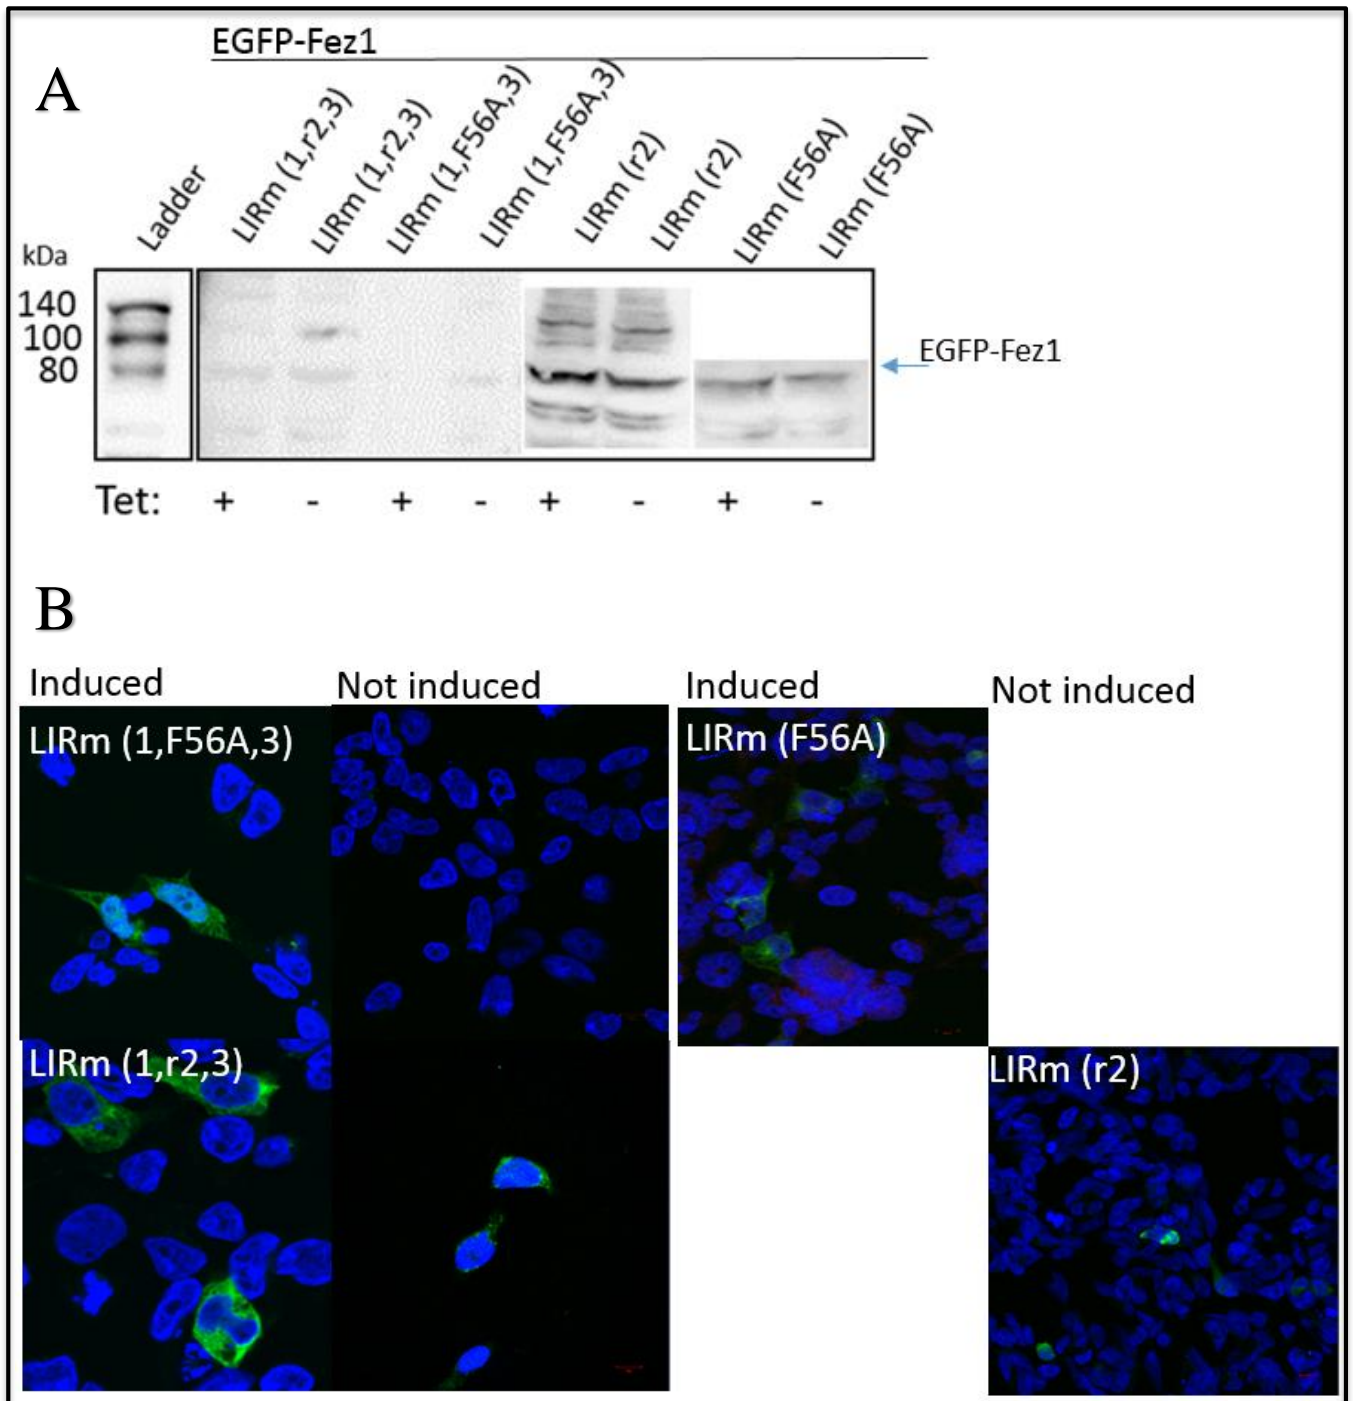 EGFP-Fez1
A
Ladder
LIRm (1,r2,3)
LIRm (1,r2,3)
LIRm (1,F56A,3)
LIRm (1,F56A,3)
LIRm (r2)
LIRm (r2)
LIRm (F56A)
LIRm (F56A)
kDa
140
100
80
EGFP-Fez1
Tet: + - + - + - + -
B
Induced Not induced Induced Not induced
LIRm (1,F56A,3) LIRm (F56A)
LIRm (1,r2,3) LIRm (r2)